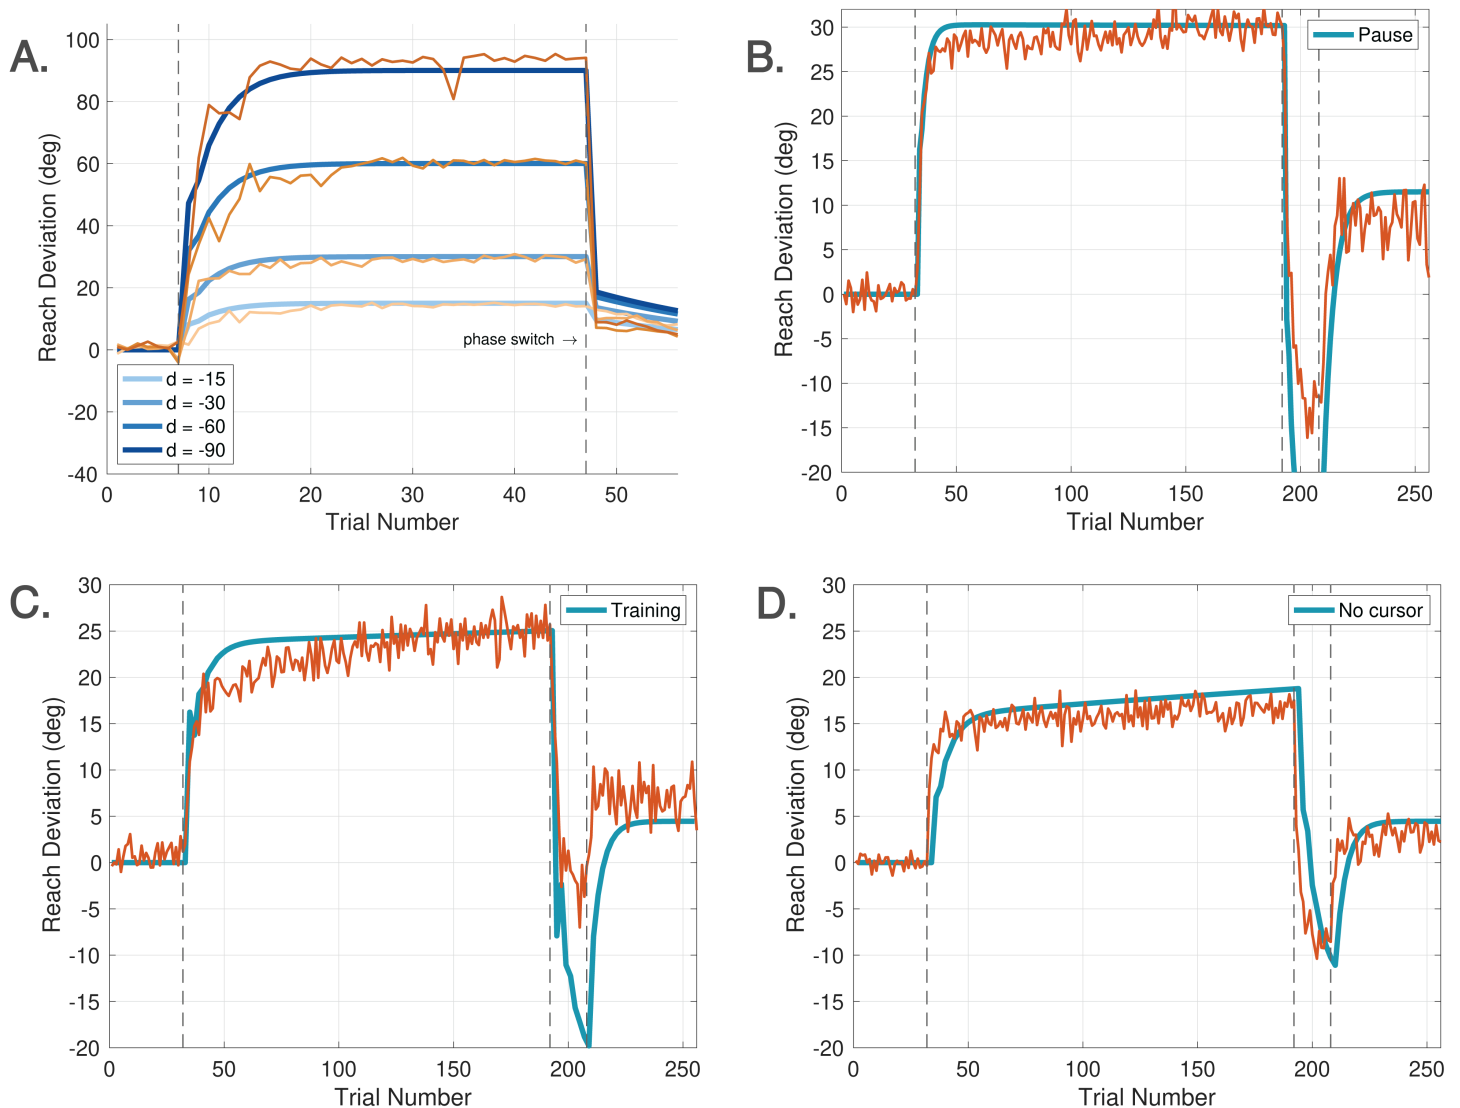 A.
100
80
60
40
20
0
-20
-40
Reach Deviation (deg)
phase switch →
d = -15
d = -30
d = -60
d = -90
0 10 20 30 40 50
Trial Number
B.
30
25
20
15
10
5
0
-5
-10
-15
-20
Reach Deviation (deg)
Pause
0 50 100 150 200 250
Trial Number
C.
30
25
20
15
10
5
0
-5
-10
-15
-20
Reach Deviation (deg)
Training
0 50 100 150 200 250
Trial Number
D.
30
25
20
15
10
5
0
-5
-10
-15
-20
Reach Deviation (deg)
No cursor
0 50 100 150 200 250
Trial Number